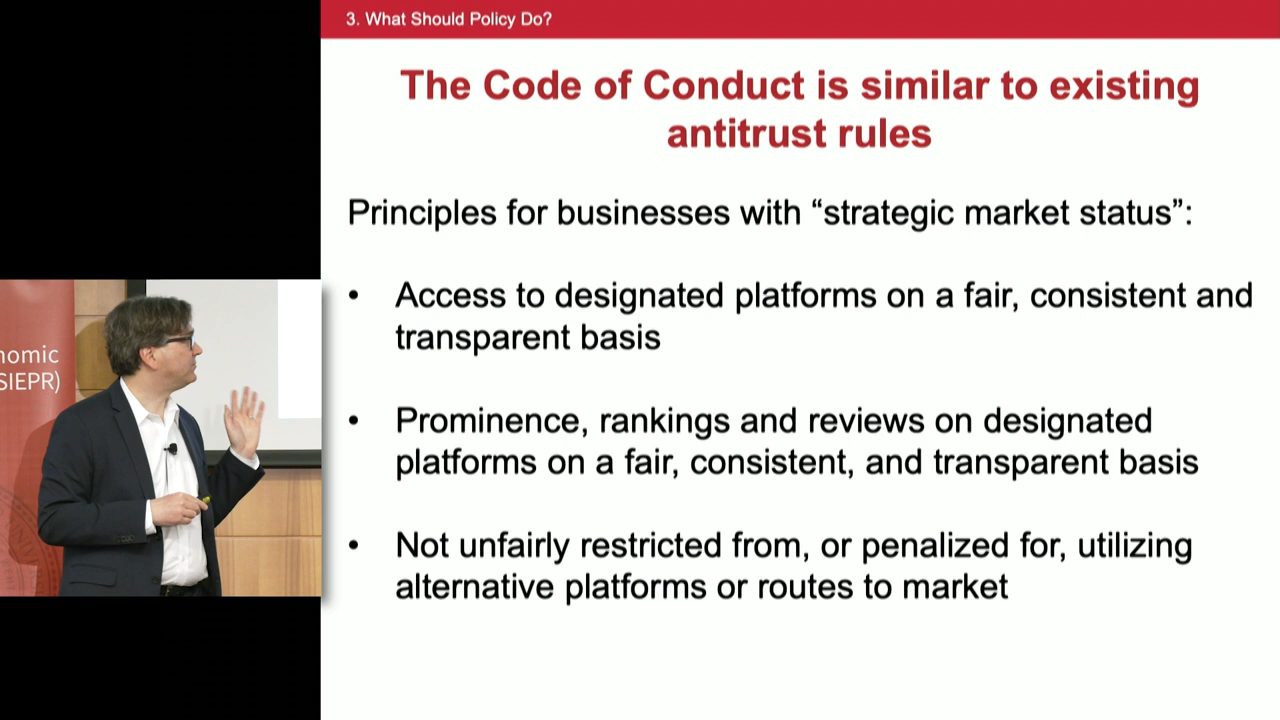 3. What Should Policy Do?
The Code of Conduct is similar to existing
antitrust rules
Principles for businesses with “strategic market status”:
• Access to designated platforms on a fair, consistent and
transparent basis
• Prominence, rankings and reviews on designated
platforms on a fair, consistent, and transparent basis
• Not unfairly restricted from, or penalized for, utilizing
alternative platforms or routes to market
nomic
SIEPR)